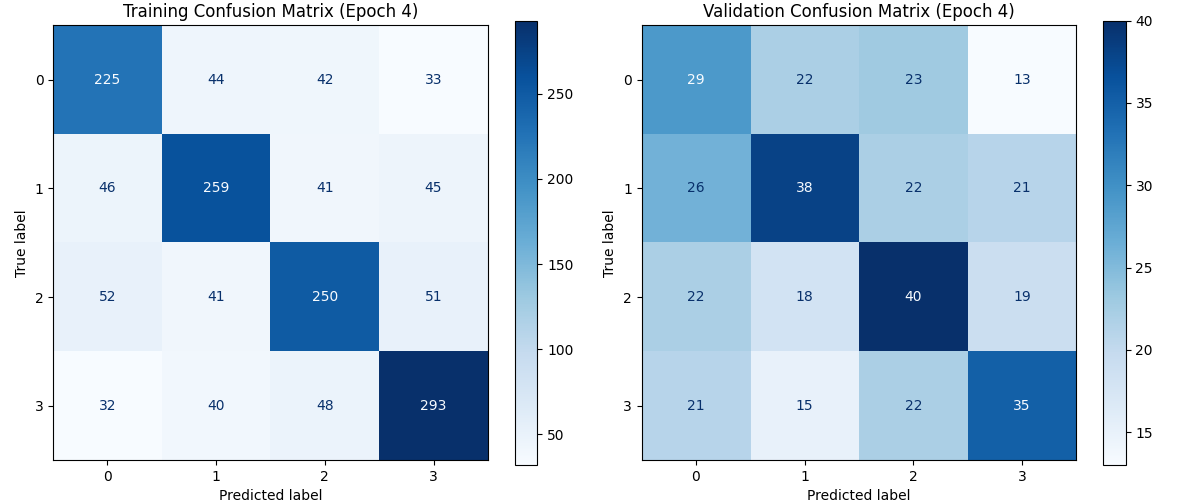 Training Confusion Matrix (Epoch 4)
0 225 44 42 33
1 46 259 41 45
2 52 41 250 51
3 32 40 48 293
0 1 2 3
Predicted label
True label
250
200
150
100
50
Validation Confusion Matrix (Epoch 4)
0 29 22 23 13
1 26 38 22 21
2 22 18 40 19
3 21 15 22 35
0 1 2 3
Predicted label
True label
40
35
30
25
20
15